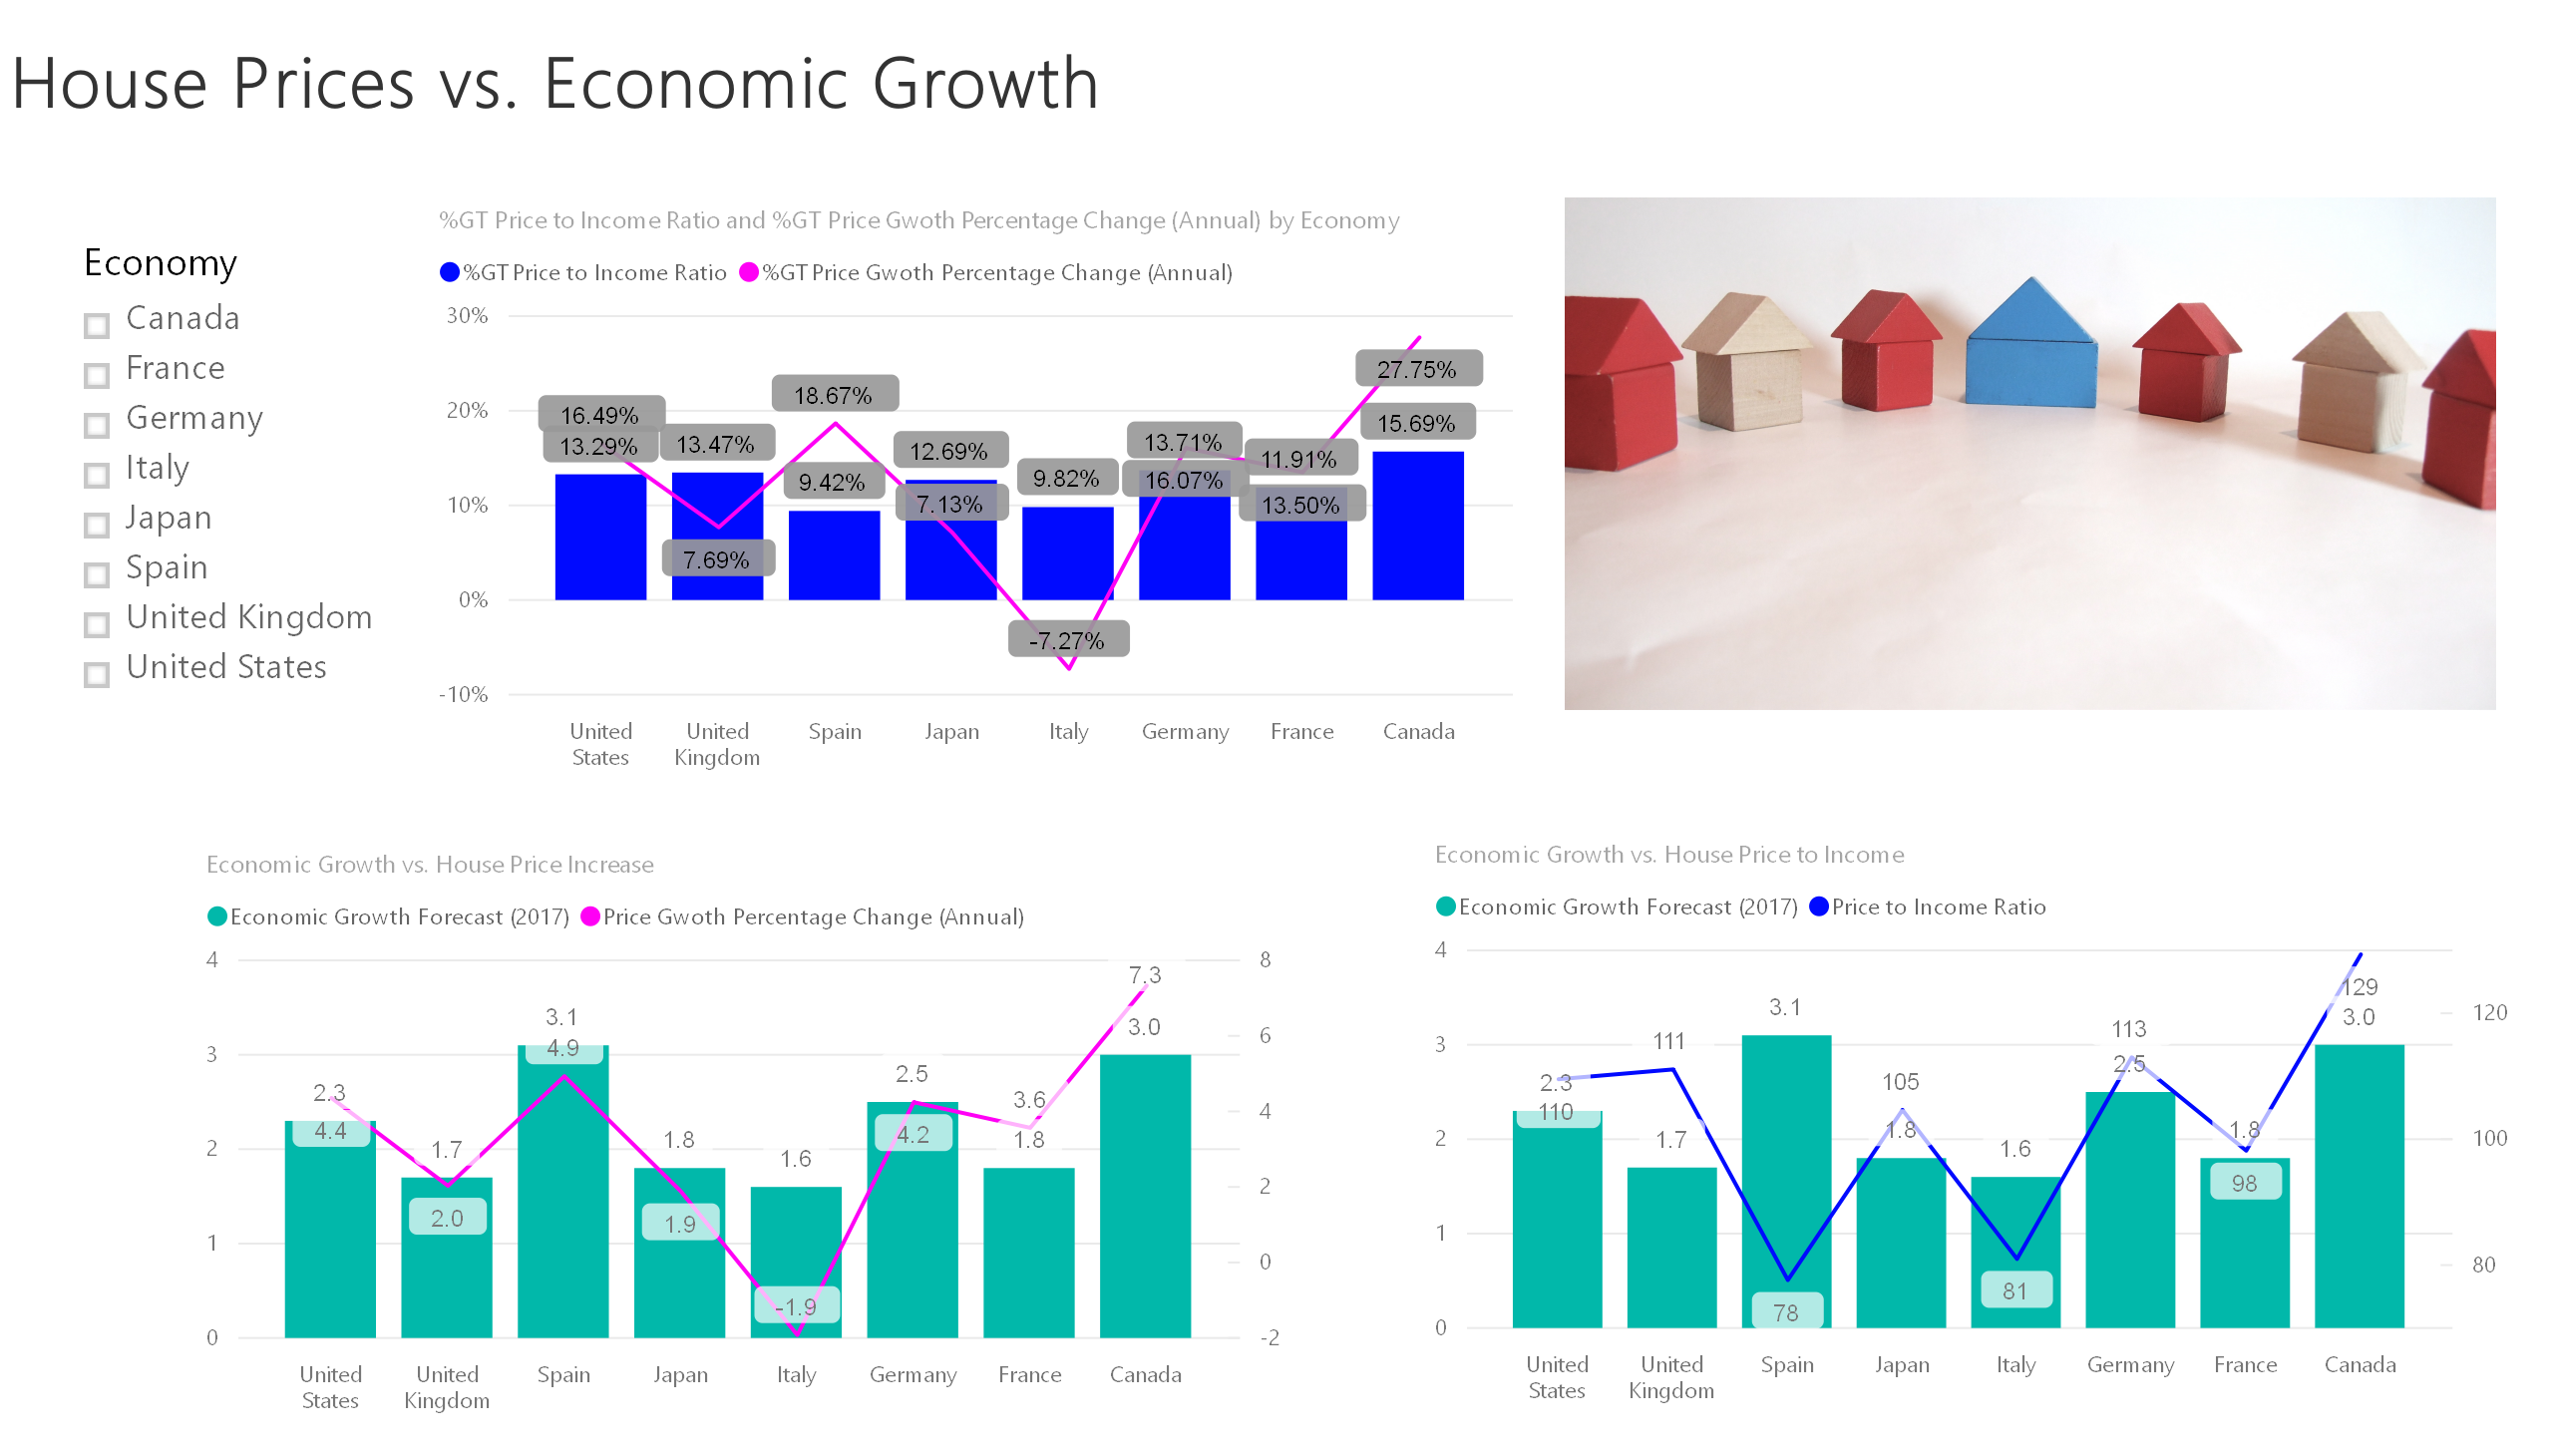 House Prices vs. Economic Growth
Economy
Canada
France
Germany
Italy
Japan
Spain
United Kingdom
United States
%GT Price to Income Ratio and %GT Price Gwoth Percentage Change (Annual) by Economy
%GT Price to Income Ratio %GT Price Gwoth Percentage Change (Annual)
30%
20%
10%
0%
-10%
16.49%
13.29%
13.47%
7.69%
18.67%
9.42%
12.69%
7.13%
9.82%
-7.27%
13.71%
16.07%
11.91%
13.50%
27.75%
15.69%
United States
United Kingdom
Spain
Japan
Italy
Germany
France
Canada
Economic Growth vs. House Price Increase
Economic Growth Forecast (2017) Price Gwoth Percentage Change (Annual)
4
3
2
1
0
2.3
4.4
1.7
2.0
3.1
4.9
1.8
1.9
1.6
-1.9
2.5
4.2
3.6
1.8
7.3
3.0
8
6
4
2
0
-2
United States
United Kingdom
Spain
Japan
Italy
Germany
France
Canada
Economic Growth vs. House Price to Income
Economic Growth Forecast (2017) Price to Income Ratio
4
3
2
1
0
2.3
110
111
1.7
3.1
78
105
1.8
1.6
81
113
2.5
1.8
98
129
3.0
120
100
80
United States
United Kingdom
Spain
Japan
Italy
Germany
France
Canada